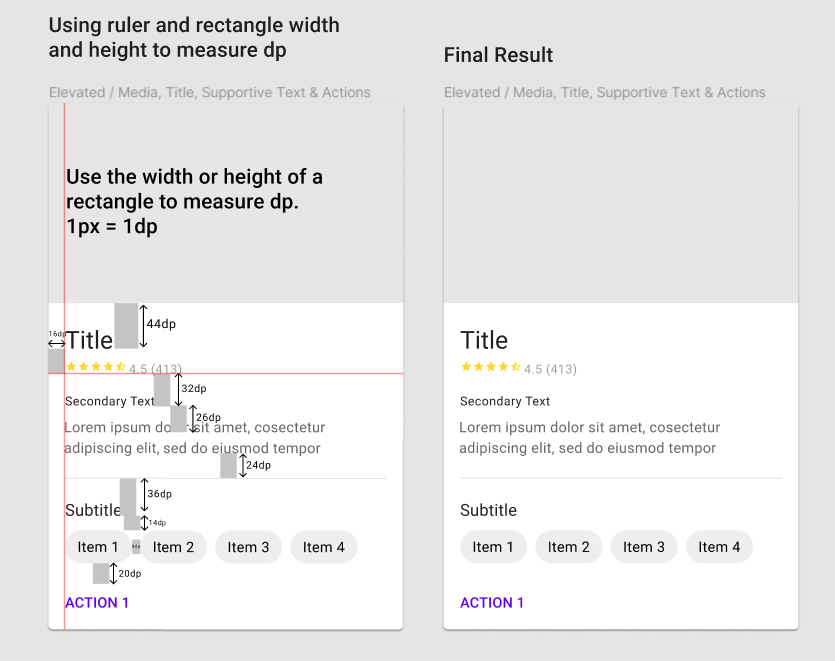 Using ruler and rectangle width
and height to measure dp
Elevated / Media, Title, Supportive Text & Actions
Use the width or height of a
rectangle to measure dp.
1px = 1dp
44dp
16dp
Title
4.5 (413)
32dp
Secondary Text
26dp
Lorem ipsum dolor sit amet, consectetur
adipiscing elit, sed do eiusmod tempor
24dp
36dp
Subtitle
14dp
Item 1
Item 2
Item 3
Item 4
20dp
ACTION 1
Final Result
Elevated / Media, Title, Supportive Text & Actions
Title
4.5 (413)
Secondary Text
Lorem ipsum dolor sit amet, consectetur
adipiscing elit, sed do eiusmod tempor
Subtitle
Item 1
Item 2
Item 3
Item 4
ACTION 1